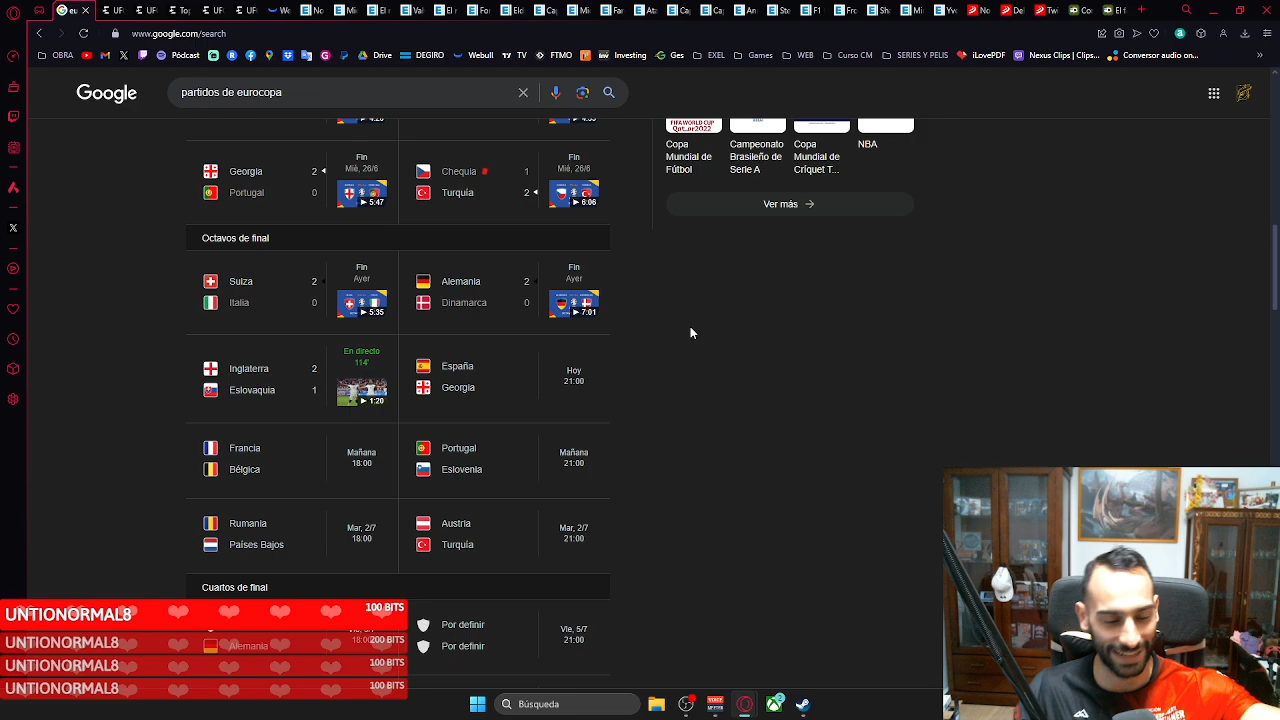 www.google.com/search
OBRA
Pódcast
Drive
DEGIRO
Webull
TV
FTMO
Investing
Ges
EXEL
Games
WEB
Curso CM
SERIES Y PELIS
iLovePDF
Nexus Clips | Clips...
Conversor audio on...
Google
partidos de eurocopa
FIFA WORLD CUP
Qat_ar2022
Copa
Mundial de
Fútbol
Campeonato
Brasileño de
Serie A
Copa
Mundial de
Críquet T...
NBA
Ver más
Georgia 2
Portugal 0
Fin
Mié, 26/6
5:47
Chequia 1
Turquía 2
Fin
Mié, 26/6
6:06
Octavos de final
Suiza 2
Italia 0
Fin
Ayer
5:35
Alemania 2
Dinamarca 0
Fin
Ayer
7:01
Inglaterra 2
Eslovaquia 1
En directo
114'
1:20
España
Georgia
Hoy
21:00
Francia
Bélgica
Mañana
18:00
Portugal
Eslovenia
Mañana
21:00
Rumania
Países Bajos
Mar, 2/7
18:00
Austria
Turquía
Mar, 2/7
21:00
Cuartos de final
Alemania
Por definir
Por definir
Vie, 5/7
21:00
UNTIONORMAL8 100 BITS
UNTIONORMAL8 200 BITS
UNTIONORMAL8 100 BITS
UNTIONORMAL8 100 BITS
Búsqueda